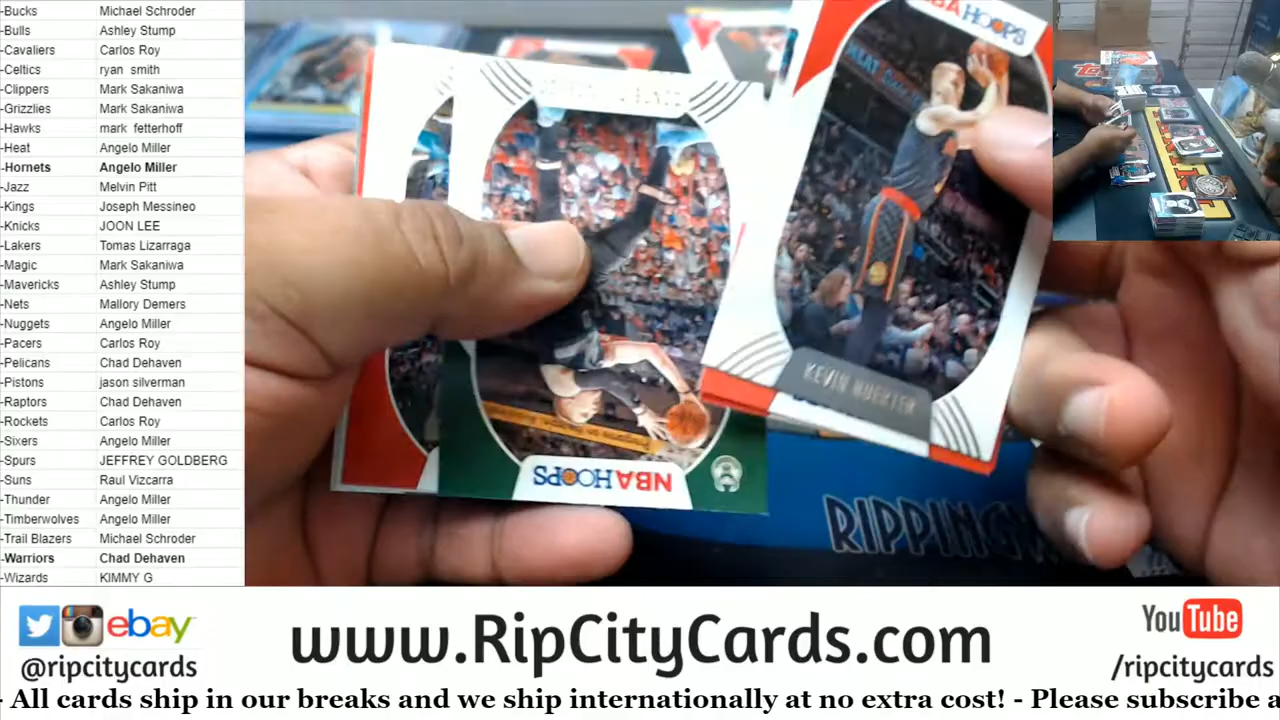 -Bucks Michael Schroder
-Bulls Ashley Stump
-Cavaliers Carlos Roy
-Celtics ryan smith
-Clippers Mark Sakaniwa
-Grizzlies Mark Sakaniwa
-Hawks mark fetterhoff
-Heat Angelo Miller
-Hornets Angelo Miller
-Jazz Melvin Pitt
-Kings Joseph Messineo
-Knicks JOON LEE
-Lakers Tomas Lizarraga
-Magic Mark Sakaniwa
-Mavericks Ashley Stump
-Nets Mallory Demers
-Nuggets Angelo Miller
-Pacers Carlos Roy
-Pelicans Chad Dehaven
-Pistons jason silverman
-Raptors Chad Dehaven
-Rockets Carlos Roy
-Sixers Angelo Miller
-Spurs JEFFREY GOLDBERG
-Suns Raul Vizcarra
-Thunder Angelo Miller
-Timberwolves Angelo Miller
-Trail Blazers Michael Schroder
-Warriors Chad Dehaven
-Wizards KIMMY G
NBA HOOPS
KEVIN HUERTER
NBA HOOPS
RIPPING
ebay
@ripcitycards
www.RipCityCards.com
YouTube
/ripcitycards
- All cards ship in our breaks and we ship internationally at no extra cost! - Please subscribe a